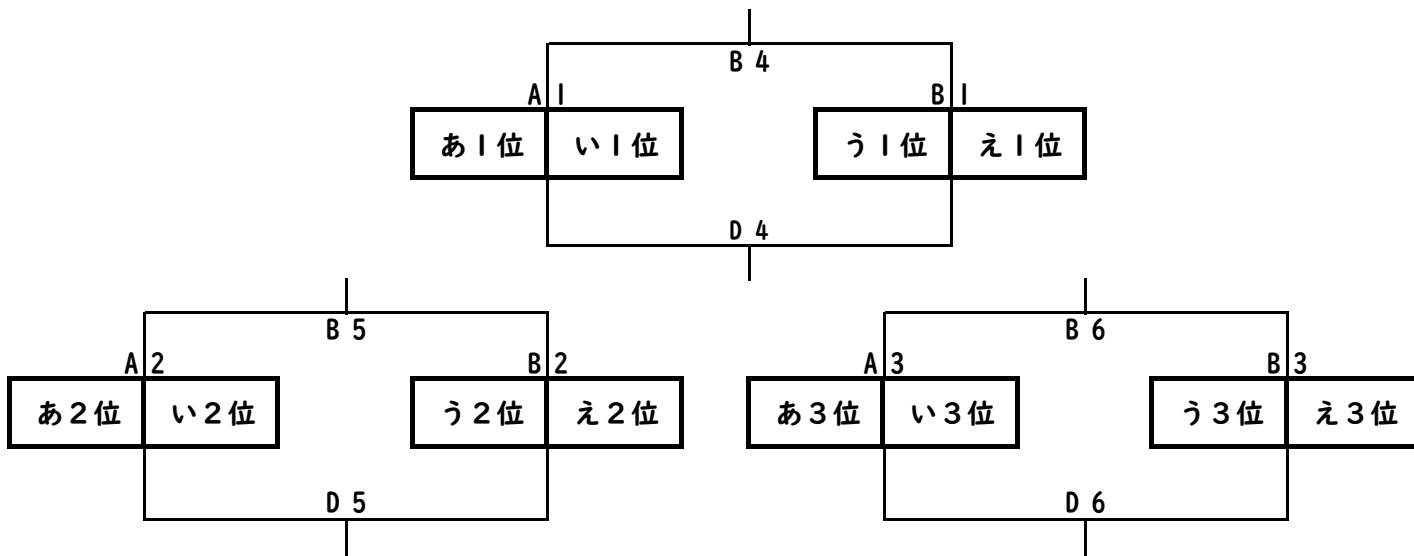 B 4
A 1 B 1
あ1位 い1位 う1位 え1位
D 4
B 5 B 6
A 2 B 2 A 3 B 3
あ2位 い2位 う2位 え2位 あ3位 い3位 う3位 え3位
D 5 D 6